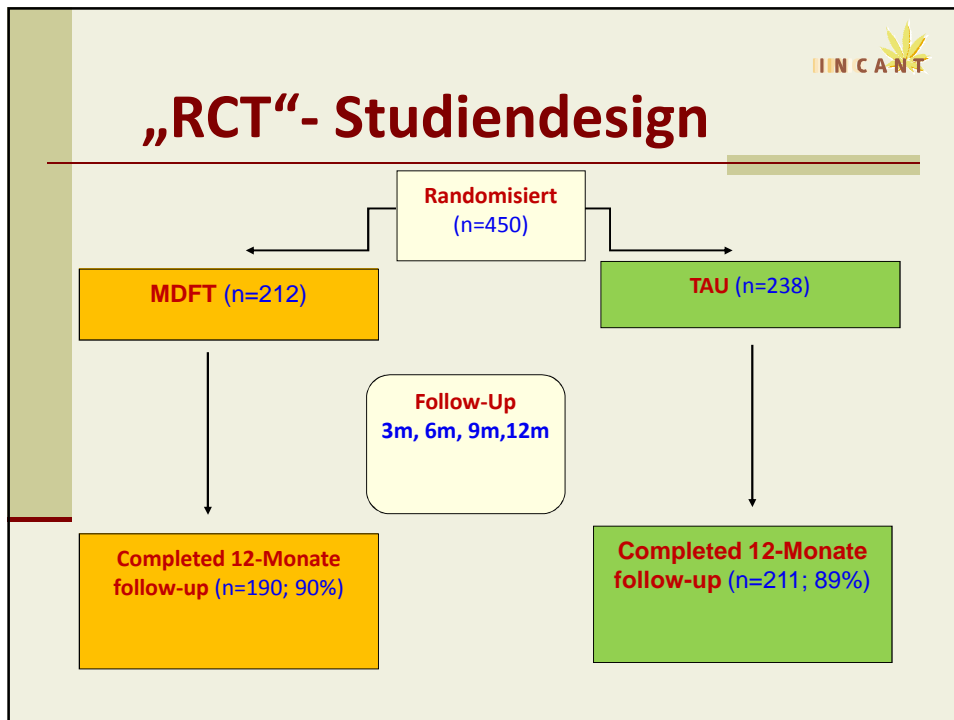 IINCANT
„RCT“- Studiendesign
Randomisiert
(n=450)
MDFT (n=212)
TAU (n=238)
Follow-Up
3m, 6m, 9m,12m
Completed 12-Monate
follow-up (n=190; 90%)
Completed 12-Monate
follow-up (n=211; 89%)